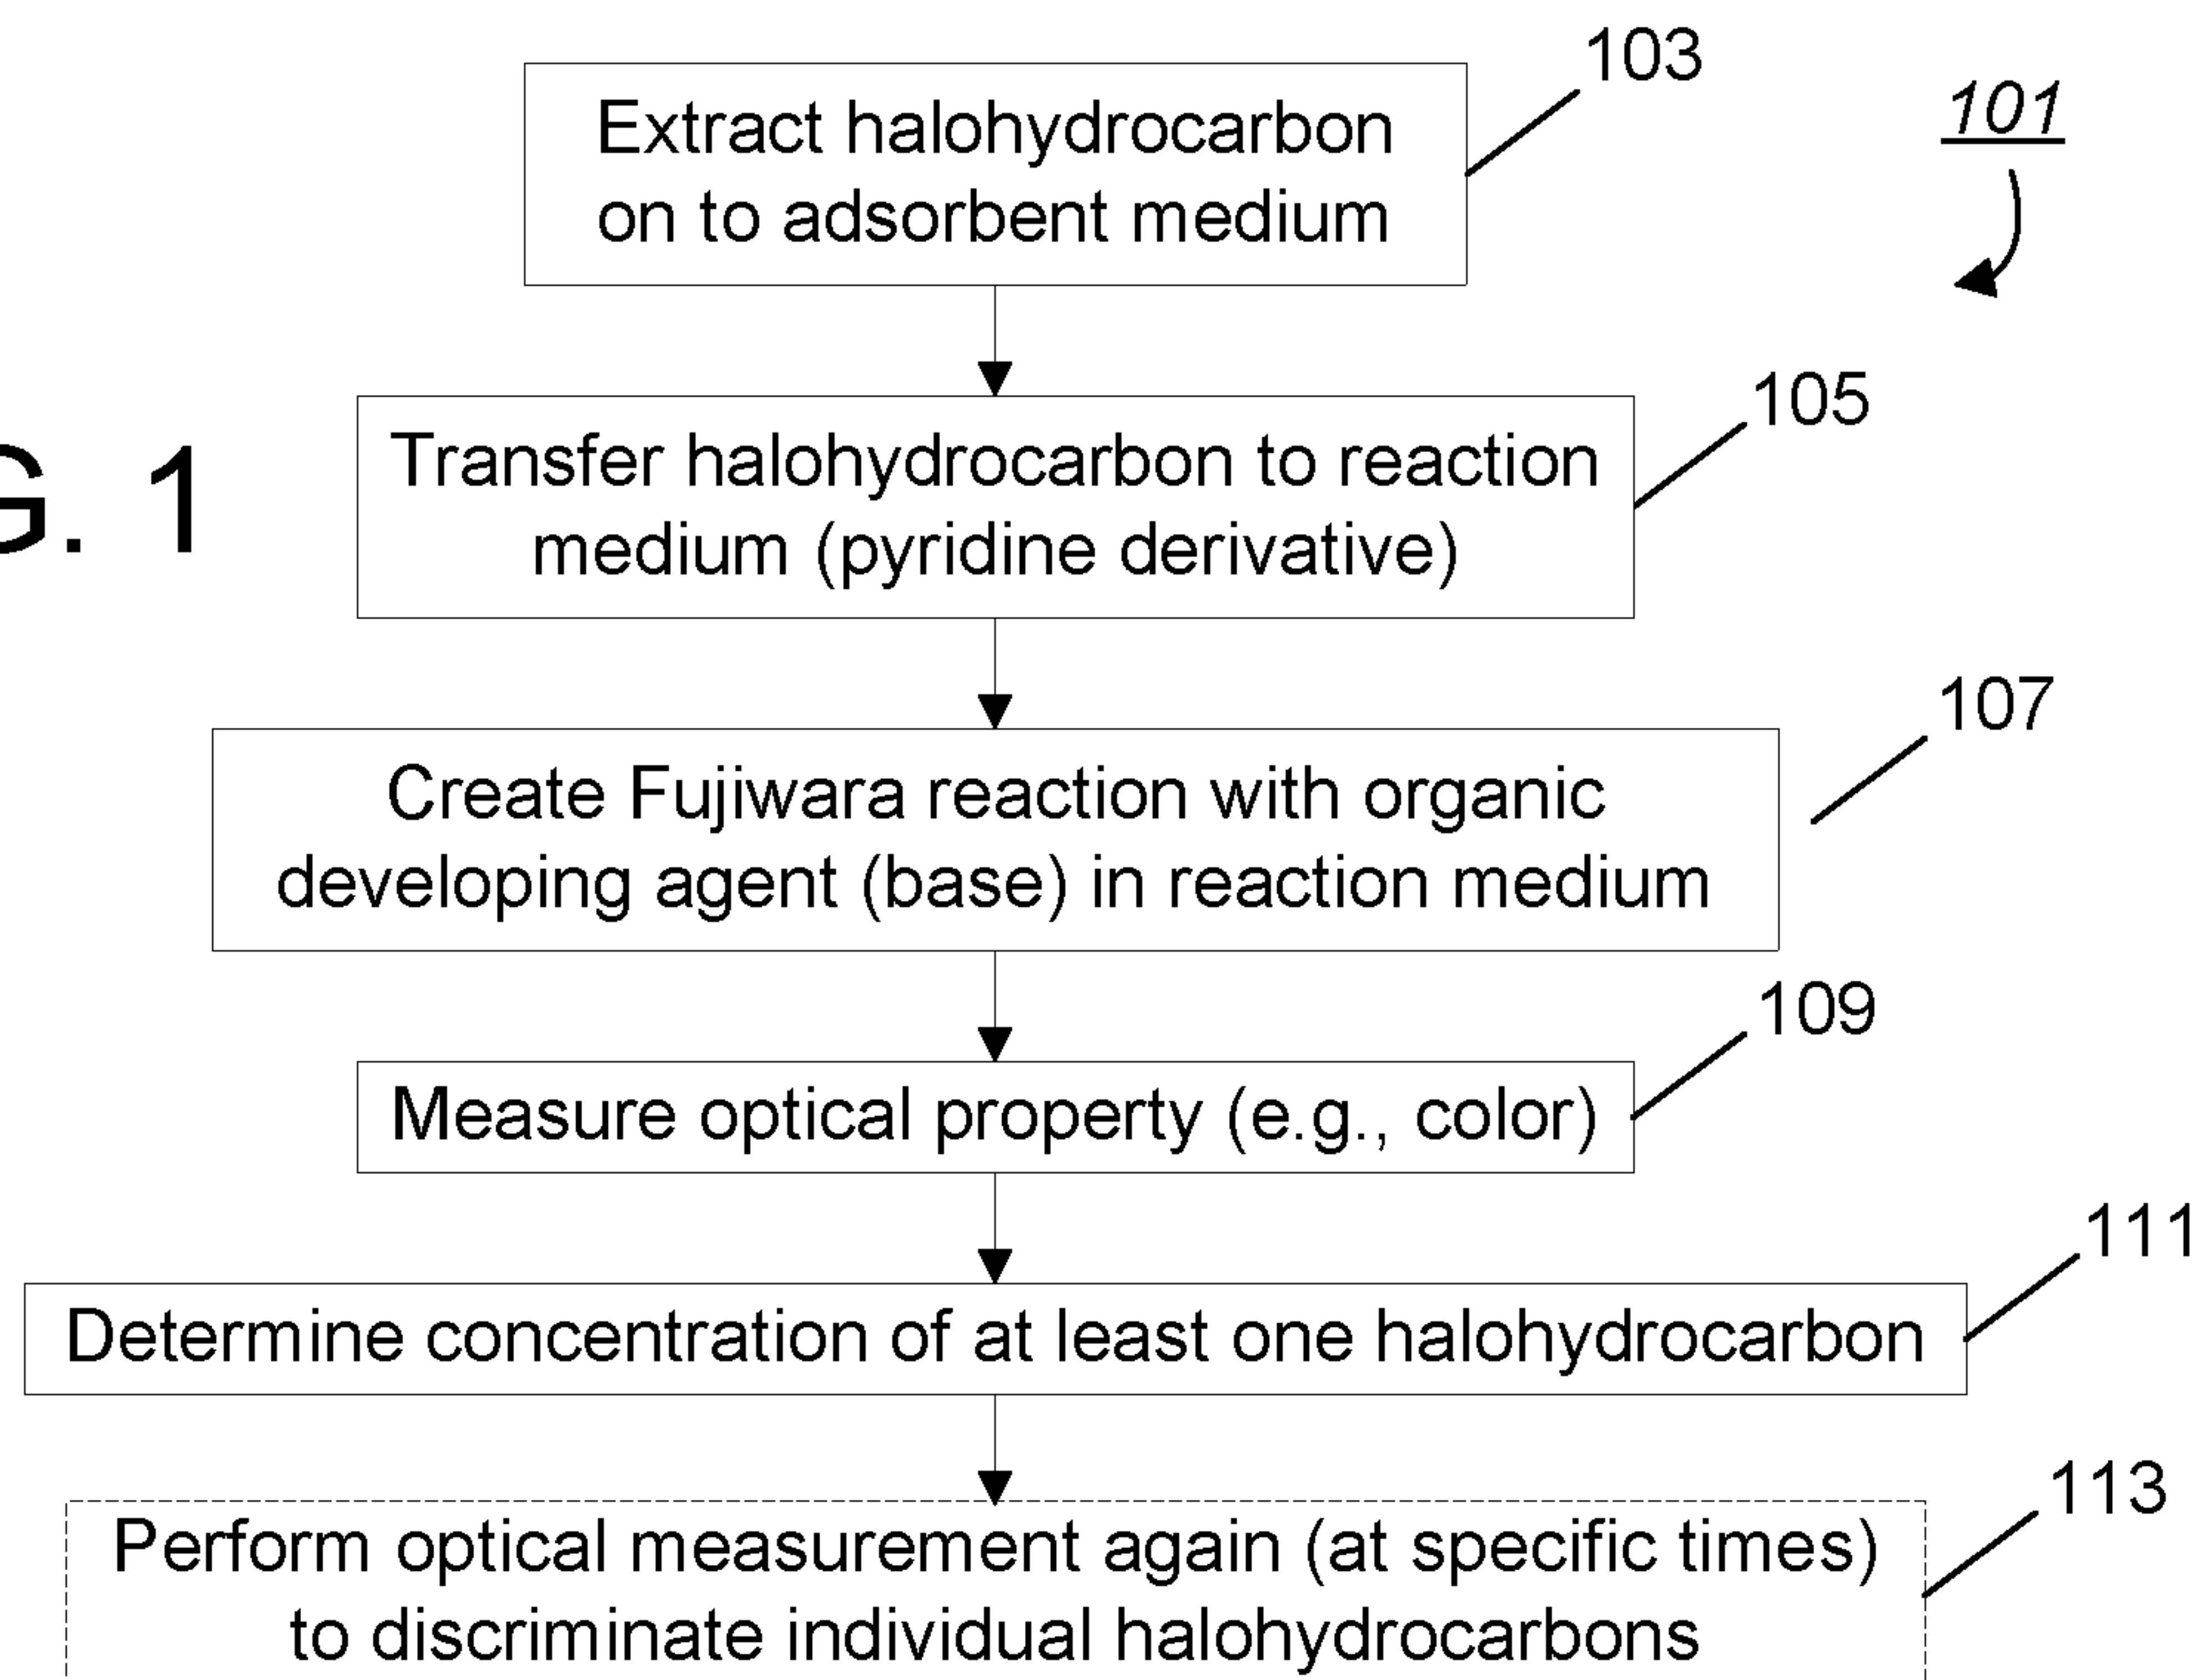 103
101
Extract halohydrocarbon
on to adsorbent medium
105
Transfer halohydrocarbon to reaction
medium (pyridine derivative)
G. 1
107
Create Fujiwara reaction with organic
developing agent (base) in reaction medium
109
Measure optical property (e.g., color)
111
Determine concentration of at least one halohydrocarbon
113
Perform optical measurement again (at specific times)
to discriminate individual halohydrocarbons